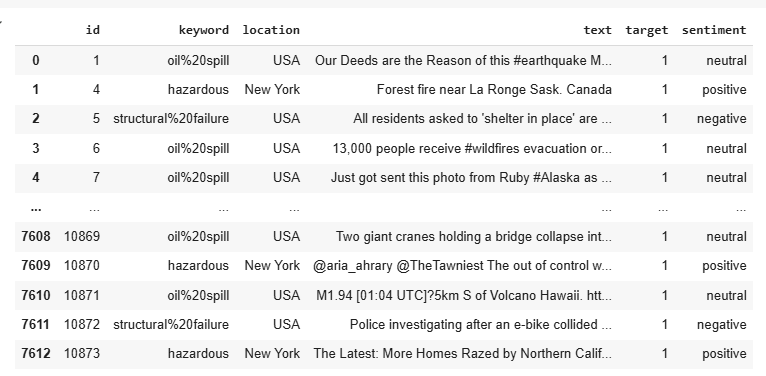 id keyword location text target sentiment
0 1 oil%20spill USA Our Deeds are the Reason of this #earthquake M... 1 neutral
1 4 hazardous New York Forest fire near La Ronge Sask. Canada 1 positive
2 5 structural%20failure USA All residents asked to 'shelter in place' are ... 1 negative
3 6 oil%20spill USA 13,000 people receive #wildfires evacuation or... 1 neutral
4 7 oil%20spill USA Just got sent this photo from Ruby #Alaska as ... 1 neutral
... ... ... ... ... ... ...
7608 10869 oil%20spill USA Two giant cranes holding a bridge collapse int... 1 neutral
7609 10870 hazardous New York @aria_ahrary @TheTawniest The out of control w... 1 positive
7610 10871 oil%20spill USA M1.94 [01:04 UTC]?5km S of Volcano Hawaii. htt... 1 neutral
7611 10872 structural%20failure USA Police investigating after an e-bike collided ... 1 negative
7612 10873 hazardous New York The Latest: More Homes Razed by Northern Calif... 1 positive